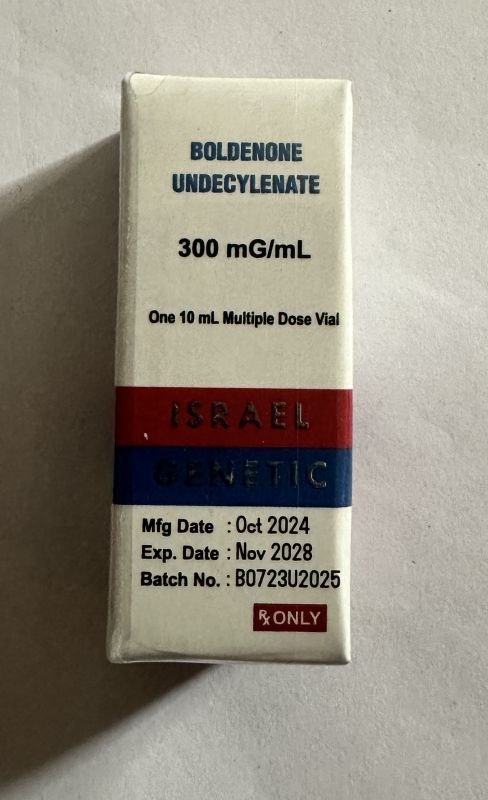 BOLDENONE
UNDECYLENATE
300 mG/mL
One 10 mL Multiple Dose Vial
ISRAEL
GENETIC
Mfg Date : Oct 2024
Exp. Date : Nov 2028
Batch No. : B0723U2025
℞ ONLY